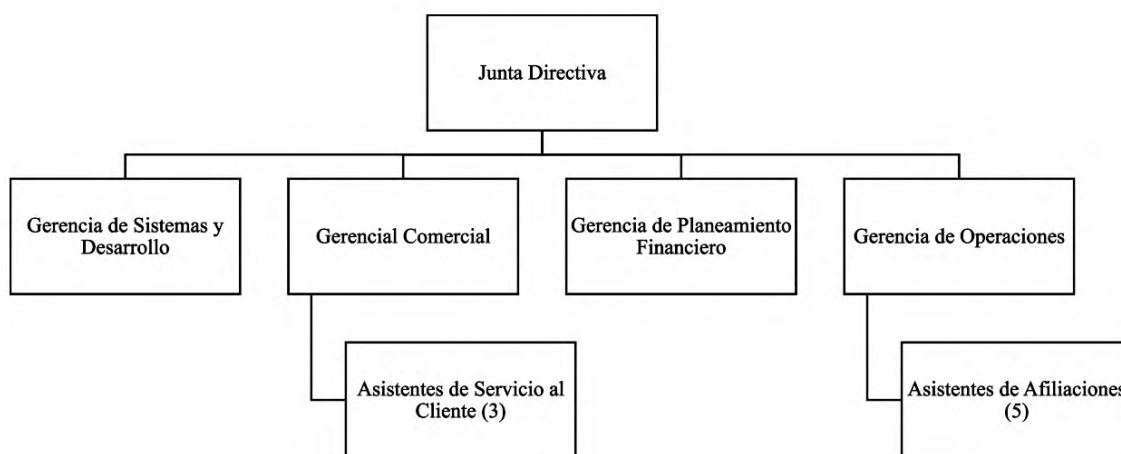 Junta Directiva
Gerencia de Sistemas y
Desarrollo
Gerencial Comercial
Gerencia de Planeamiento
Financiero
Gerencia de Operaciones
Asistentes de Servicio al
Cliente (3)
Asistentes de Afiliaciones
(5)